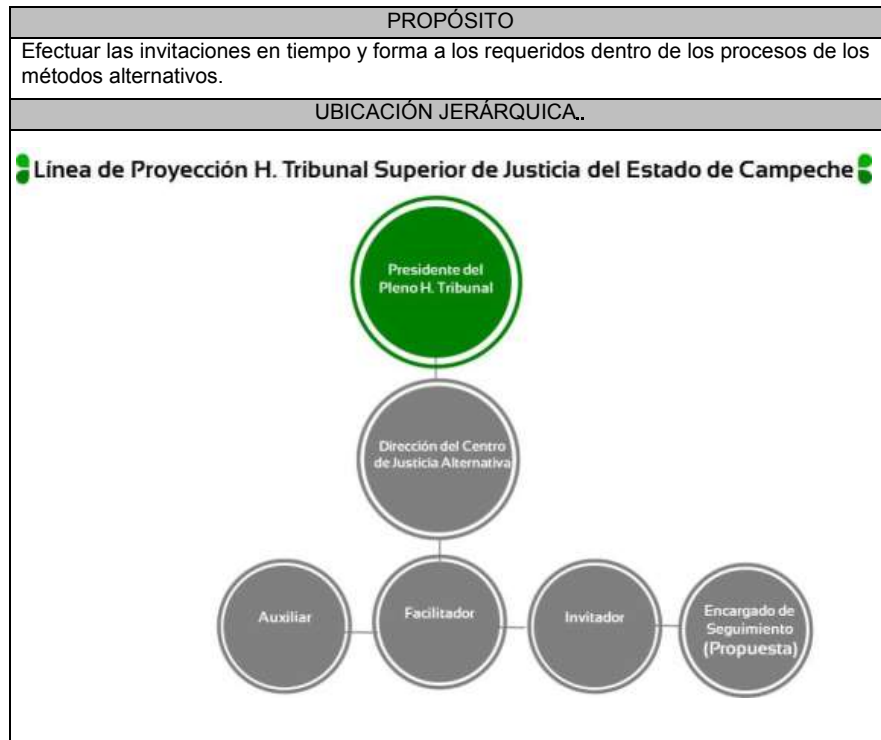 PROPÓSITO
Efectuar las invitaciones en tiempo y forma a los requeridos dentro de los procesos de los
métodos alternativos.
UBICACIÓN JERÁRQUICA..
Línea de Proyección H. Tribunal Superior de Justicia del Estado de Campeche
Presidente del
Pleno H. Tribunal
Dirección del Centro
de Justicia Alternativa
Auxiliar
Facilitador
Invitador
Encargado de
Seguimiento
(Propuesta)